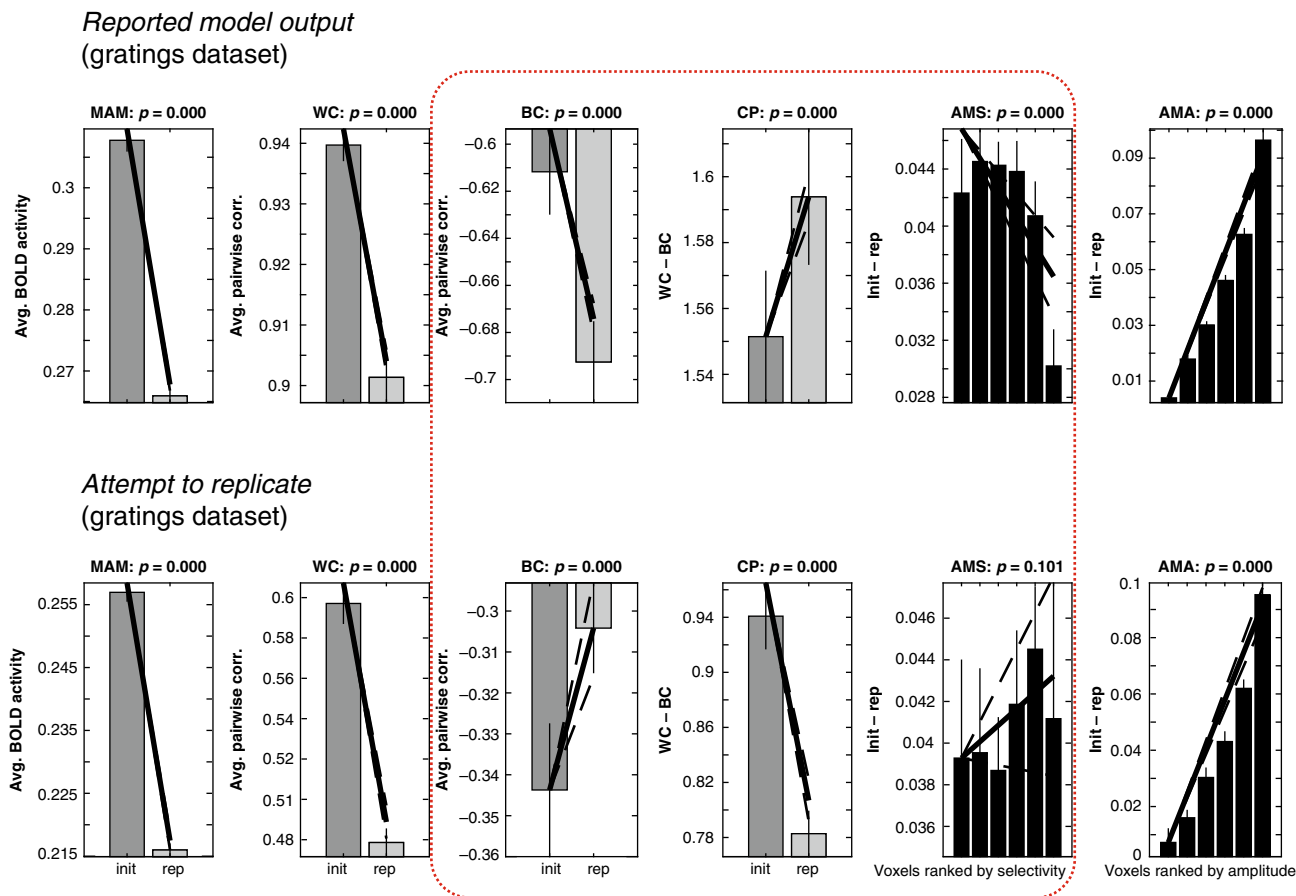 Reported model output
(gratings dataset)
MAM: p = 0.000
Avg. BOLD activity
0.3
0.29
0.28
0.27
WC: p = 0.000
Avg. pairwise corr.
0.94
0.93
0.92
0.91
0.9
BC: p = 0.000
Avg. pairwise corr.
−0.6
−0.62
−0.64
−0.66
−0.68
−0.7
CP: p = 0.000
WC − BC
1.6
1.58
1.56
1.54
AMS: p = 0.000
Init − rep
0.044
0.04
0.036
0.032
0.028
AMA: p = 0.000
Init − rep
0.09
0.07
0.05
0.03
0.01
Attempt to replicate
(gratings dataset)
MAM: p = 0.000
Avg. BOLD activity
0.255
0.245
0.235
0.225
0.215
init
rep
WC: p = 0.000
Avg. pairwise corr.
0.6
0.58
0.56
0.54
0.52
0.51
0.48
init
rep
BC: p = 0.000
Avg. pairwise corr.
−0.3
−0.31
−0.32
−0.33
−0.34
−0.35
−0.36
init
rep
CP: p = 0.000
WC − BC
0.94
0.9
0.86
0.82
0.78
init
rep
AMS: p = 0.101
Init − rep
0.046
0.044
0.042
0.04
0.038
0.036
Voxels ranked by selectivity
AMA: p = 0.000
Init − rep
0.1
0.08
0.06
0.04
0.02
0
Voxels ranked by amplitude